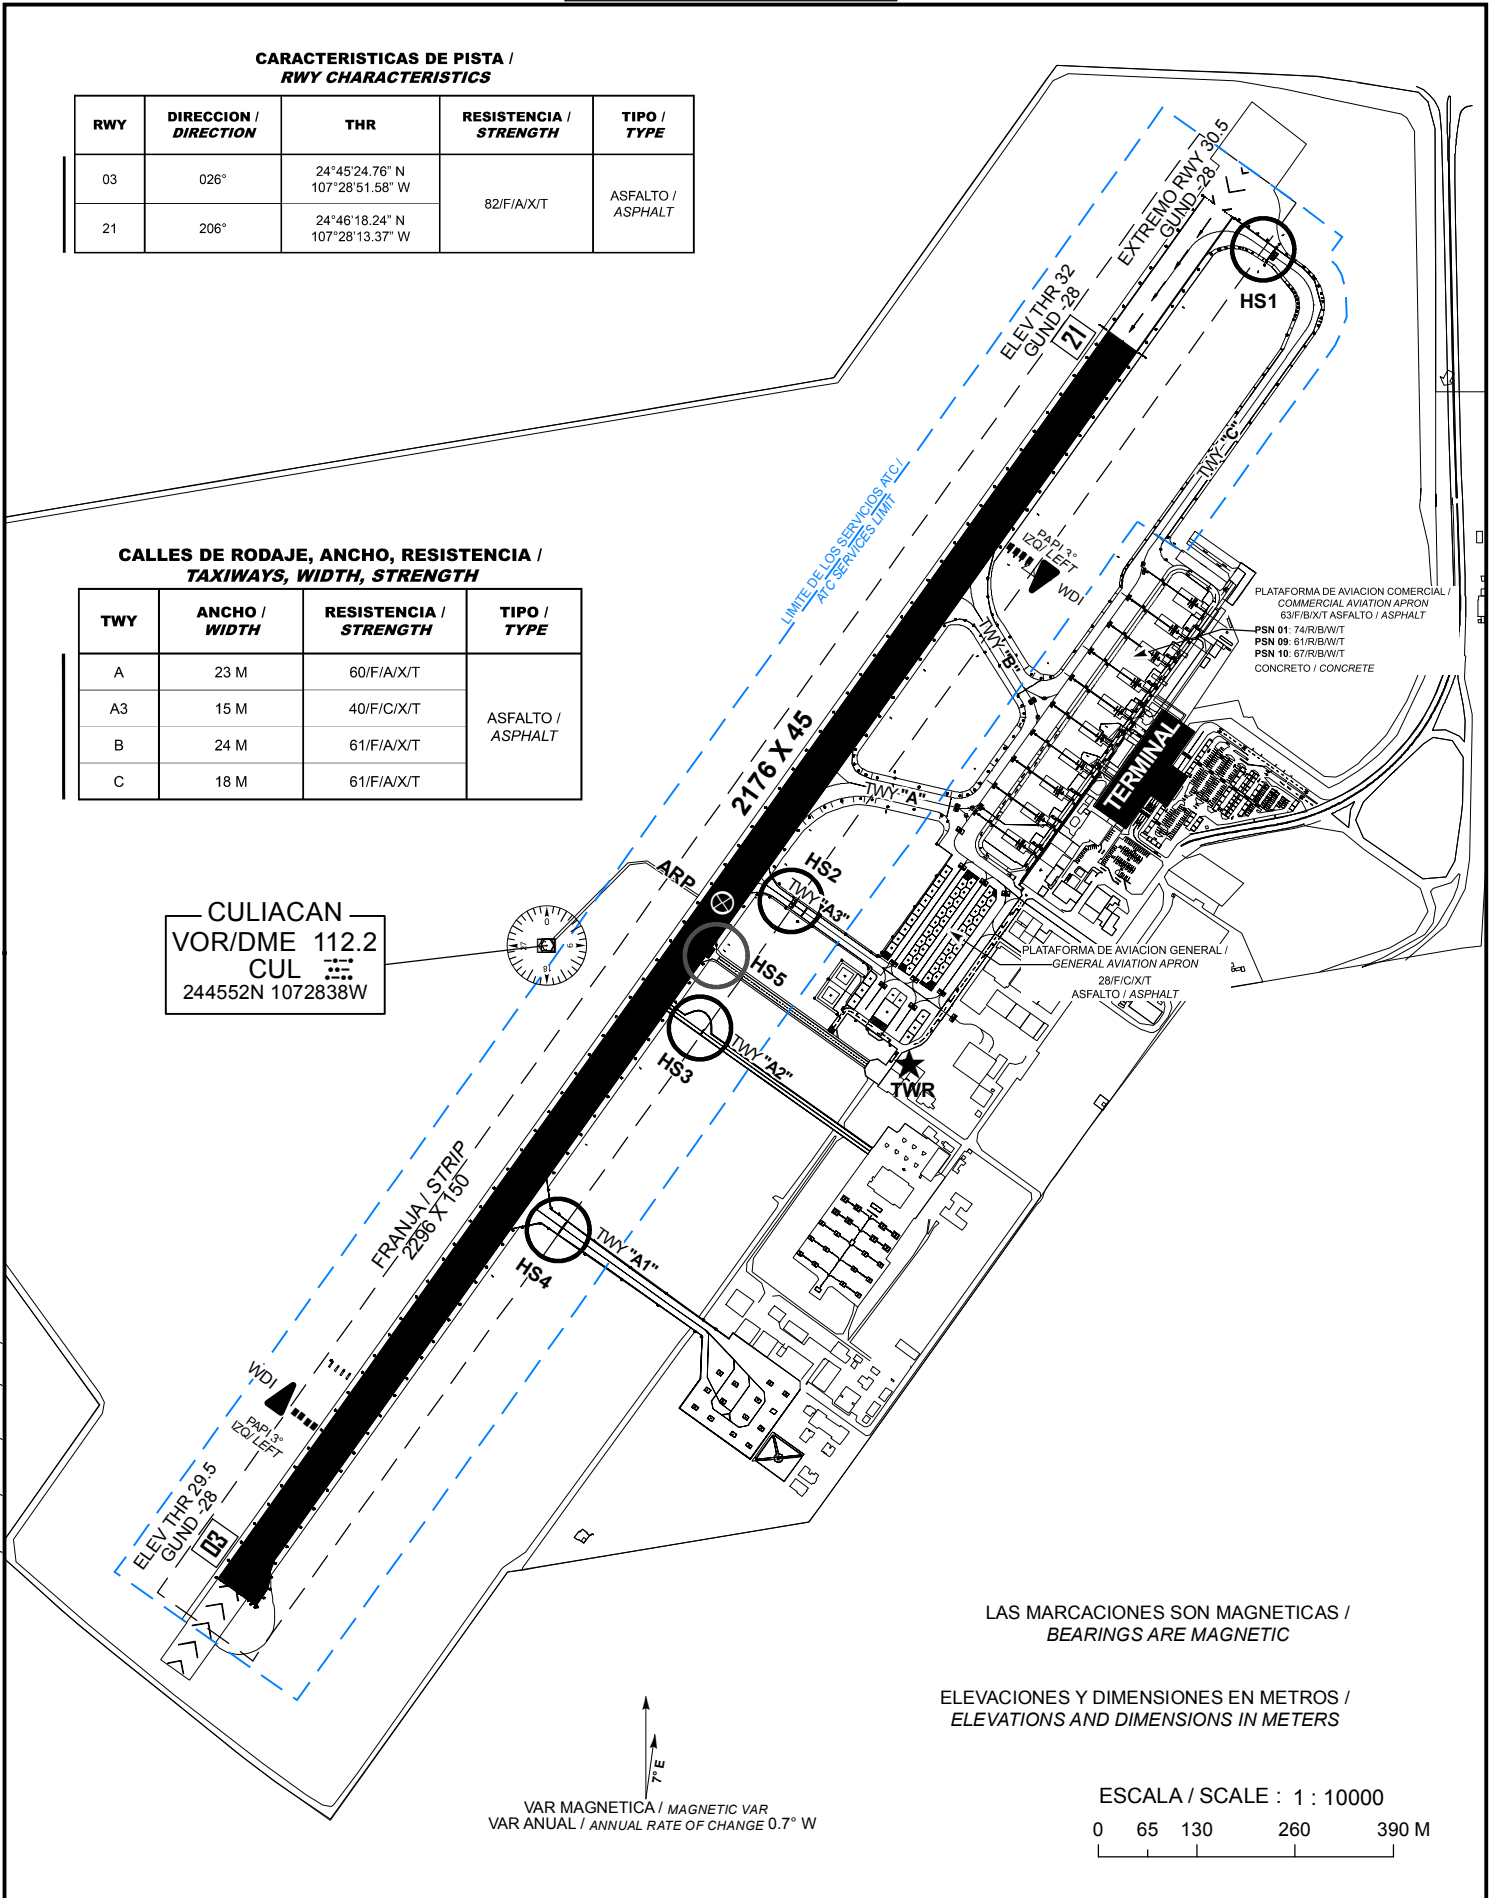 CARACTERISTICAS DE PISTA /
RWY CHARACTERISTICS
RWY
DIRECCION /
DIRECTION
THR
RESISTENCIA /
STRENGTH
TIPO /
TYPE
03
026°
24°45'24.76" N
107°28'51.58" W
82/F/A/X/T
ASFALTO /
ASPHALT
21
206°
24°46'18.24" N
107°28'13.37" W
EXTREMO RWY 30.5
GUND -28
HS1
ELEV THR 32
GUND -28
21
TWY "C"
LIMITE DE LOS SERVICIOS ATC /
ATC SERVICES LIMIT
CALLES DE RODAJE, ANCHO, RESISTENCIA /
TAXIWAYS, WIDTH, STRENGTH
TWY
ANCHO /
WIDTH
RESISTENCIA /
STRENGTH
TIPO /
TYPE
A
23 M
60/F/A/X/T
A3
15 M
40/F/C/X/T
B
24 M
61/F/A/X/T
C
18 M
61/F/A/X/T
ASFALTO /
ASPHALT
PAPI 3°
IZQ/ LEFT
WDI
PLATAFORMA DE AVIACION COMERCIAL /
COMMERCIAL AVIATION APRON
63/F/B/X/T ASFALTO / ASPHALT
PSN 01: 74/R/B/W/T
PSN 09: 61/R/B/W/T
PSN 10: 67/R/B/W/T
CONCRETO / CONCRETE
TWY "B"
TERMINAL
2176 X 45
TWY "A"
ARP
HS2
TWY "A3"
CULIACAN
VOR/DME 112.2
CUL
244552N 1072838W
0
9
18
27
HS5
PLATAFORMA DE AVIACION GENERAL /
GENERAL AVIATION APRON
28/F/C/X/T
ASFALTO / ASPHALT
HS3
TWY "A2"
TWR
FRANJA / STRIP
2296 X 150
HS4
TWY "A1"
WDI
PAPI 3°
IZQ/ LEFT
ELEV THR 29.5
GUND -28
03
LAS MARCACIONES SON MAGNETICAS /
BEARINGS ARE MAGNETIC
ELEVACIONES Y DIMENSIONES EN METROS /
ELEVATIONS AND DIMENSIONS IN METERS
7° E
VAR MAGNETICA / MAGNETIC VAR
VAR ANUAL / ANNUAL RATE OF CHANGE 0.7° W
ESCALA / SCALE : 1 : 10000
0 65 130 260 390 M